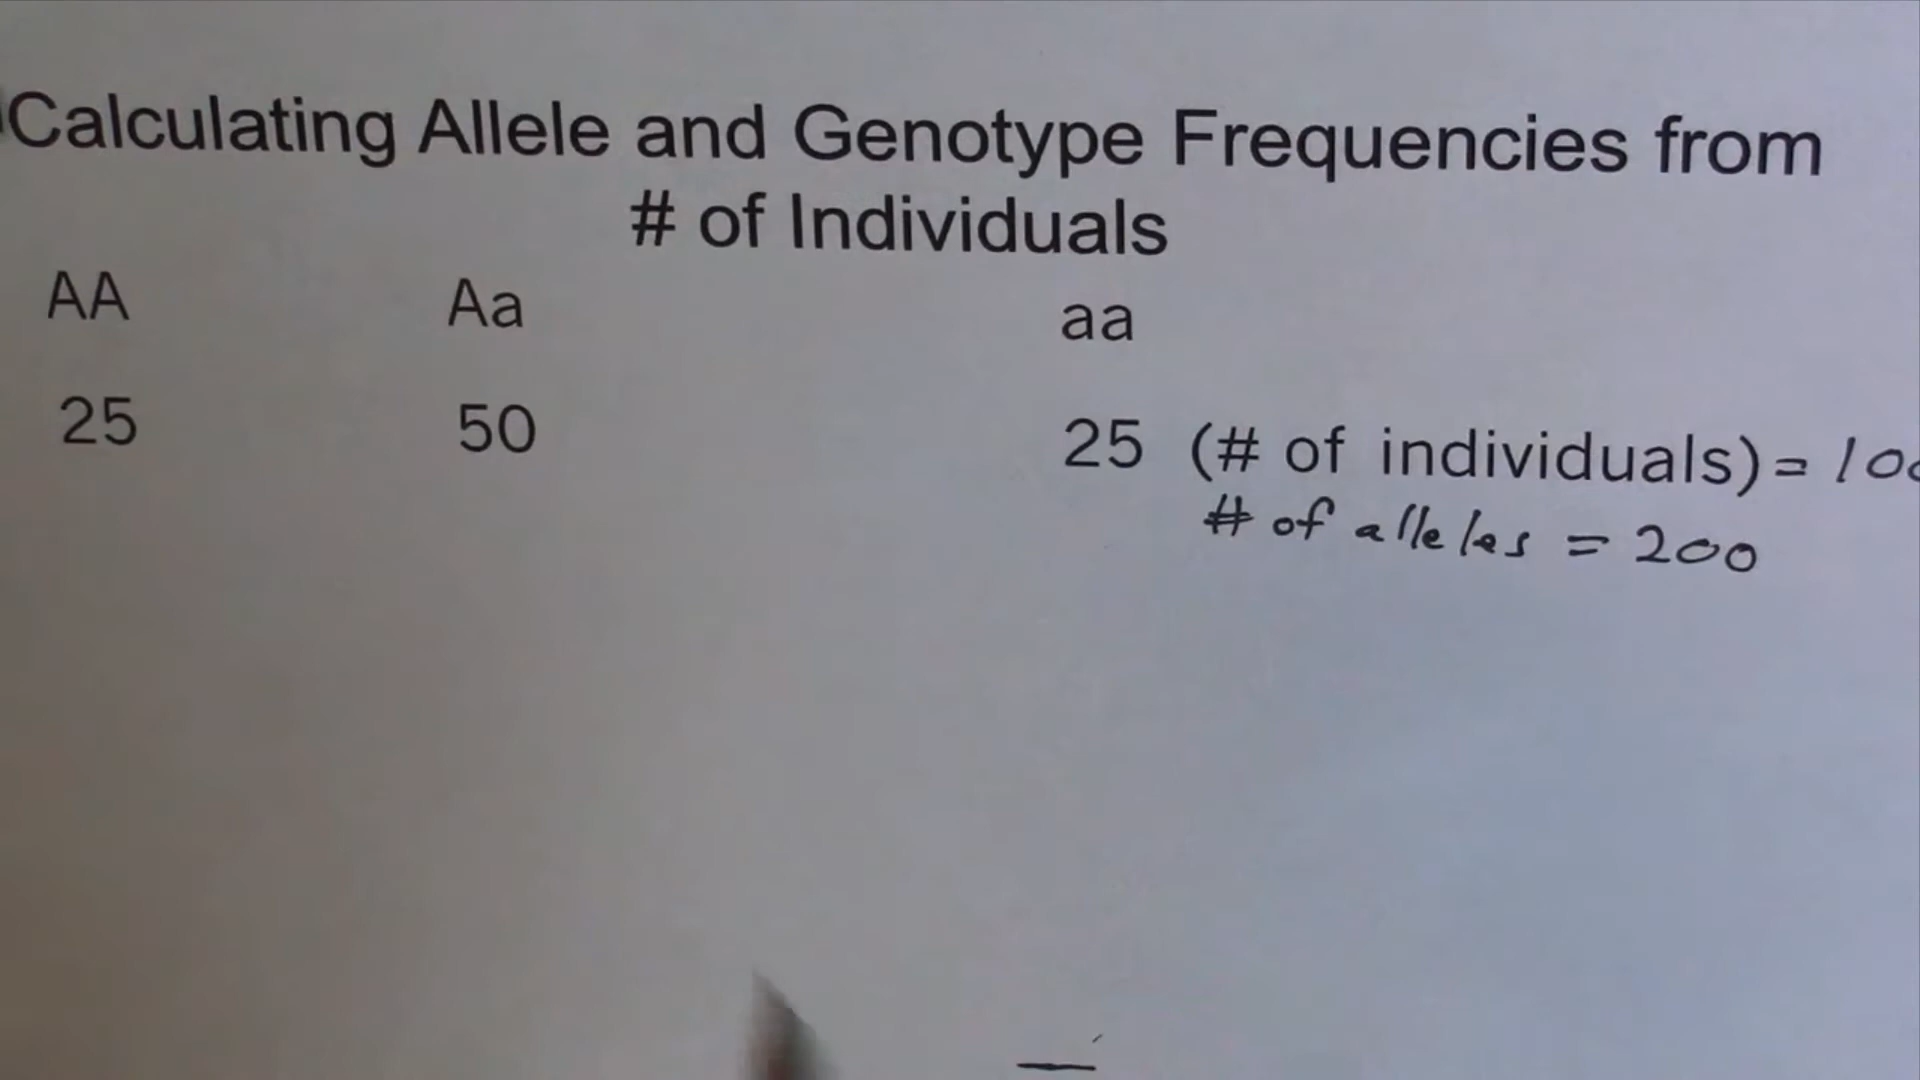 Calculating Allele and Genotype Frequencies from
# of Individuals
AA Aa aa
25 50 25 (# of individuals) = 100
# of alleles = 200